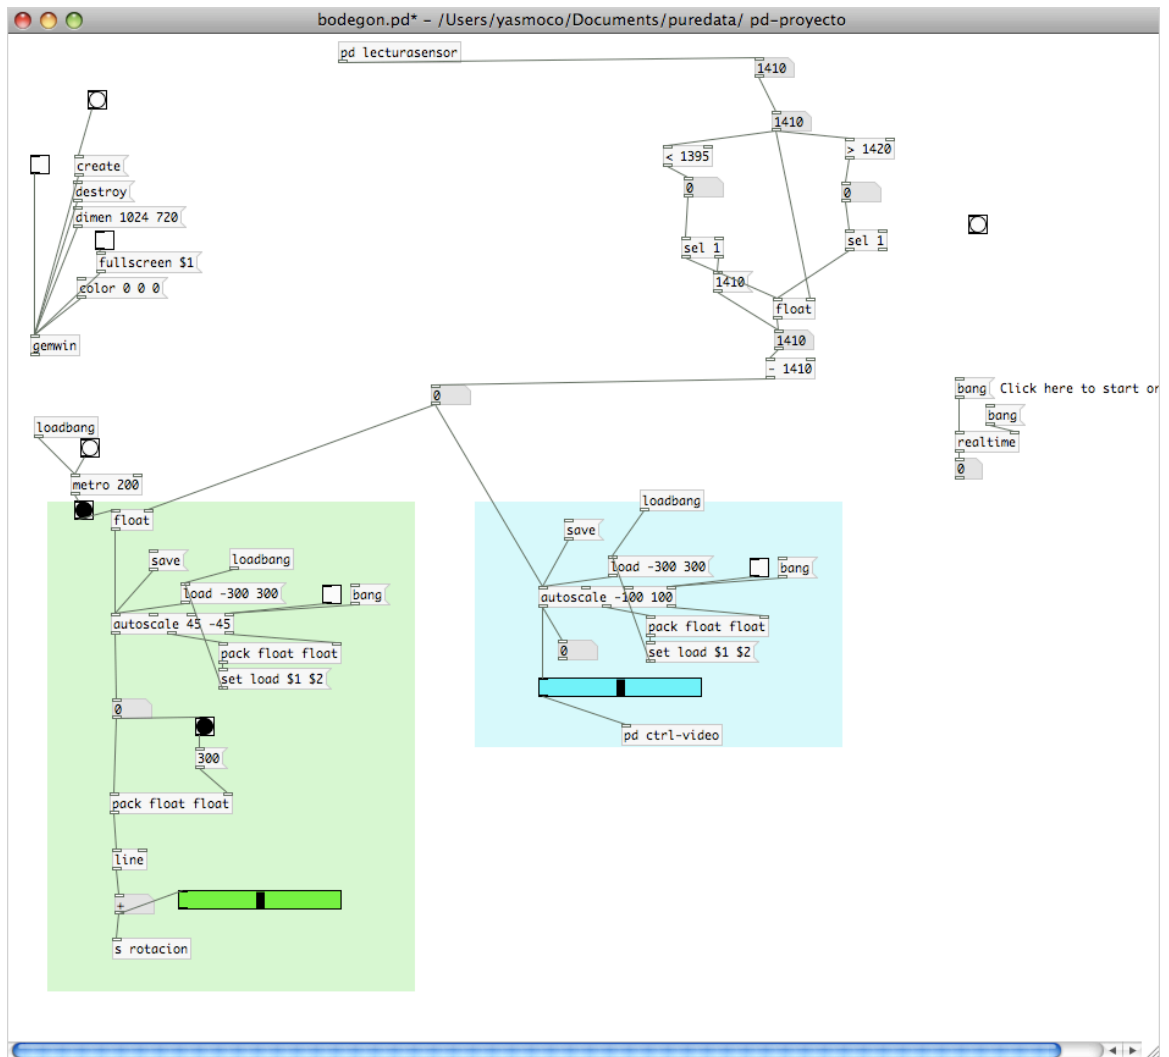 bodegon.pd* - /Users/yasmoco/Documents/puredata/ pd-proyecto
pd lecturasensor
1410
1410
< 1395
> 1420
0
0
sel 1
sel 1
1410
float
1410
- 1410
0
create
destroy
dimen 1024 720
fullscreen $1
color 0 0 0
gemwin
bang
Click here to start or
bang
realtime
0
loadbang
metro 200
float
save
loadbang
load -300 300
bang
autoscale 45 -45
pack float float
set load $1 $2
0
300
pack float float
line
+
s rotacion
loadbang
save
load -300 300
bang
autoscale -100 100
pack float float
0
set load $1 $2
pd ctrl-video